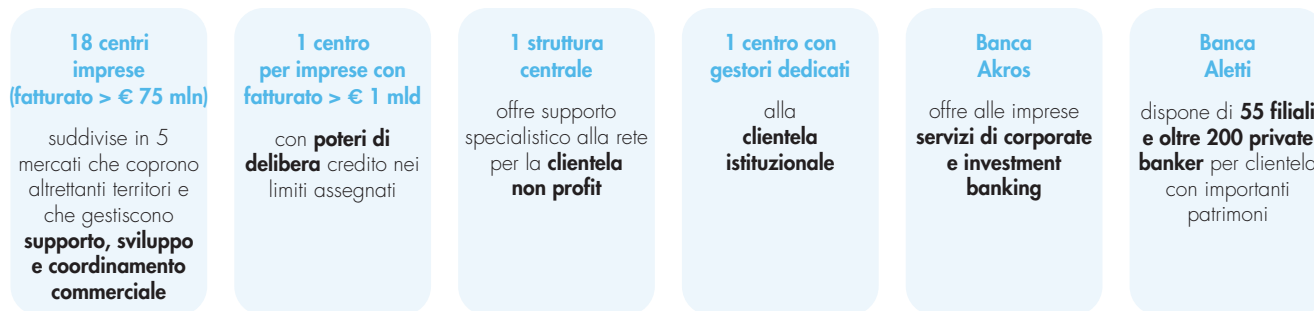 18 centri
imprese
(fatturato > € 75 mln)
suddivise in 5
mercati che coprono
altrettanti territori e
che gestiscono
supporto, sviluppo
e coordinamento
commerciale
1 centro
per imprese con
fatturato > € 1 mld
con poteri di
delibera credito nei
limiti assegnati
1 struttura
centrale
offre supporto
specialistico alla rete
per la clientela
non profit
1 centro con
gestori dedicati
alla
clientela
istituzionale
Banca
Akros
offre alle imprese
servizi di corporate
e investment
banking
Banca
Aletti
dispone di 55 filiali
e oltre 200 private
banker per clientela
con importanti
patrimoni